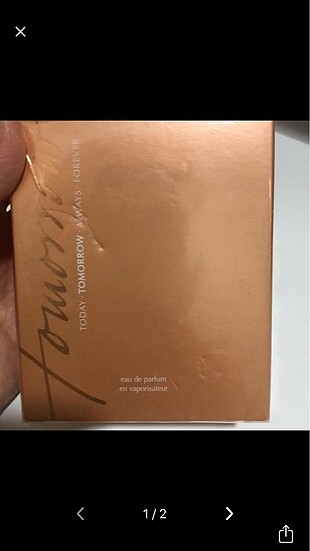 tomorrow
TODAY · TOMORROW · ALWAYS · FOREVER
eau de parfum
en vaporisateur
1/2